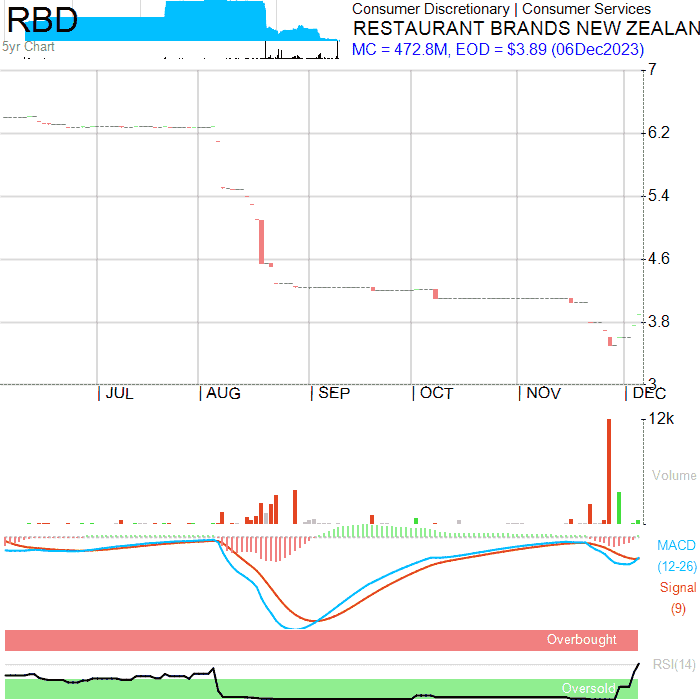 RBD
Consumer Discretionary | Consumer Services
RESTAURANT BRANDS NEW ZEALAN
MC = 472.8M, EOD = $3.89 (06Dec2023)
5yr Chart
7
6.2
5.4
4.6
3.8
3
| JUL | AUG | SEP | OCT | NOV | DEC
12k
Volume
MACD
(12-26)
Signal
(9)
Overbought
RSI(14)
Oversold